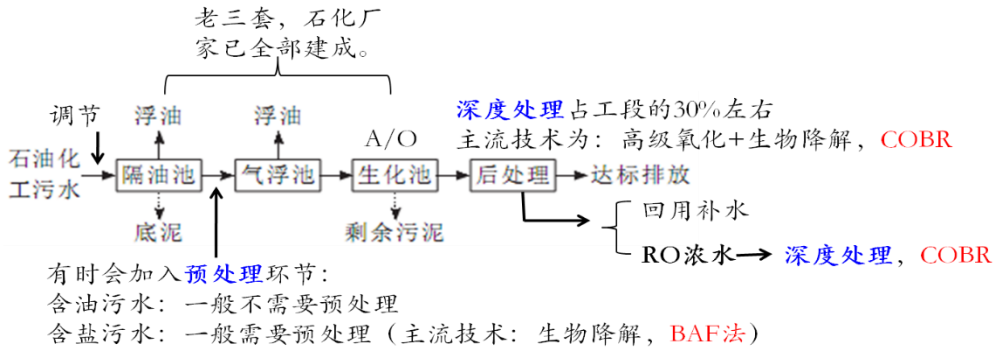 老三套，石化厂
家已全部建成。
调节
浮油
浮油
深度处理占工段的30%左右
主流技术为：高级氧化+生物降解，COBR
A/O
石油化
工污水
隔油池
气浮池
生化池
后处理
达标排放
底泥
剩余污泥
回用补水
RO浓水
深度处理，COBR
有时会加入预处理环节：
含油污水：一般不需要预处理
含盐污水：一般需要预处理（主流技术：生物降解，BAF法）